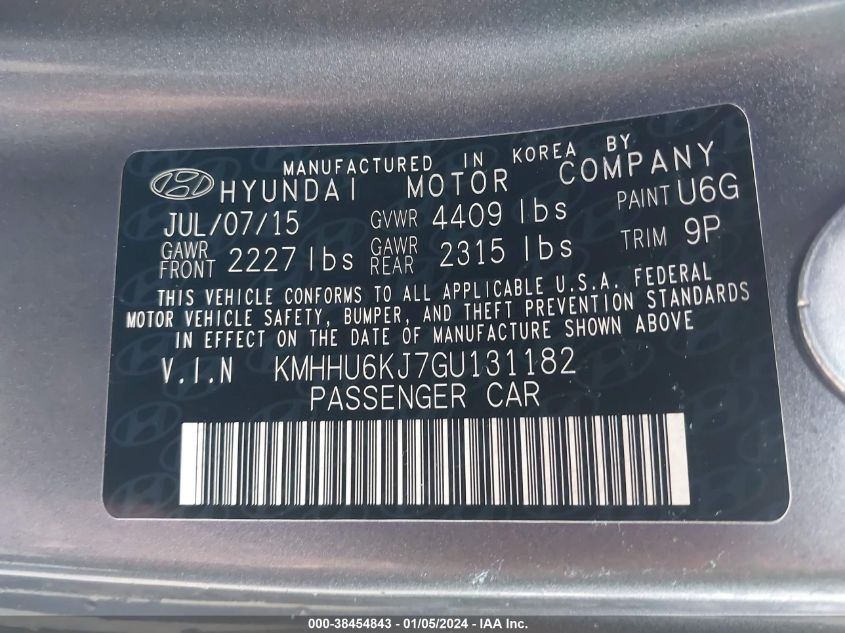 MANUFACTURED IN KOREA BY
HYUNDAI MOTOR COMPANY
JUL/07/15 GVWR 4409 lbs PAINT U6G
GAWR FRONT 2227 lbs GAWR REAR 2315 lbs TRIM 9P
THIS VEHICLE CONFORMS TO ALL APPLICABLE U.S.A. FEDERAL
MOTOR VEHICLE SAFETY, BUMPER, AND THEFT PREVENTION STANDARDS
IN EFFECT ON THE DATE OF MANUFACTURE SHOWN ABOVE
V.I.N KMHHU6KJ7GU131182
PASSENGER CAR
000-38454843 - 01/05/2024 - IAA Inc.